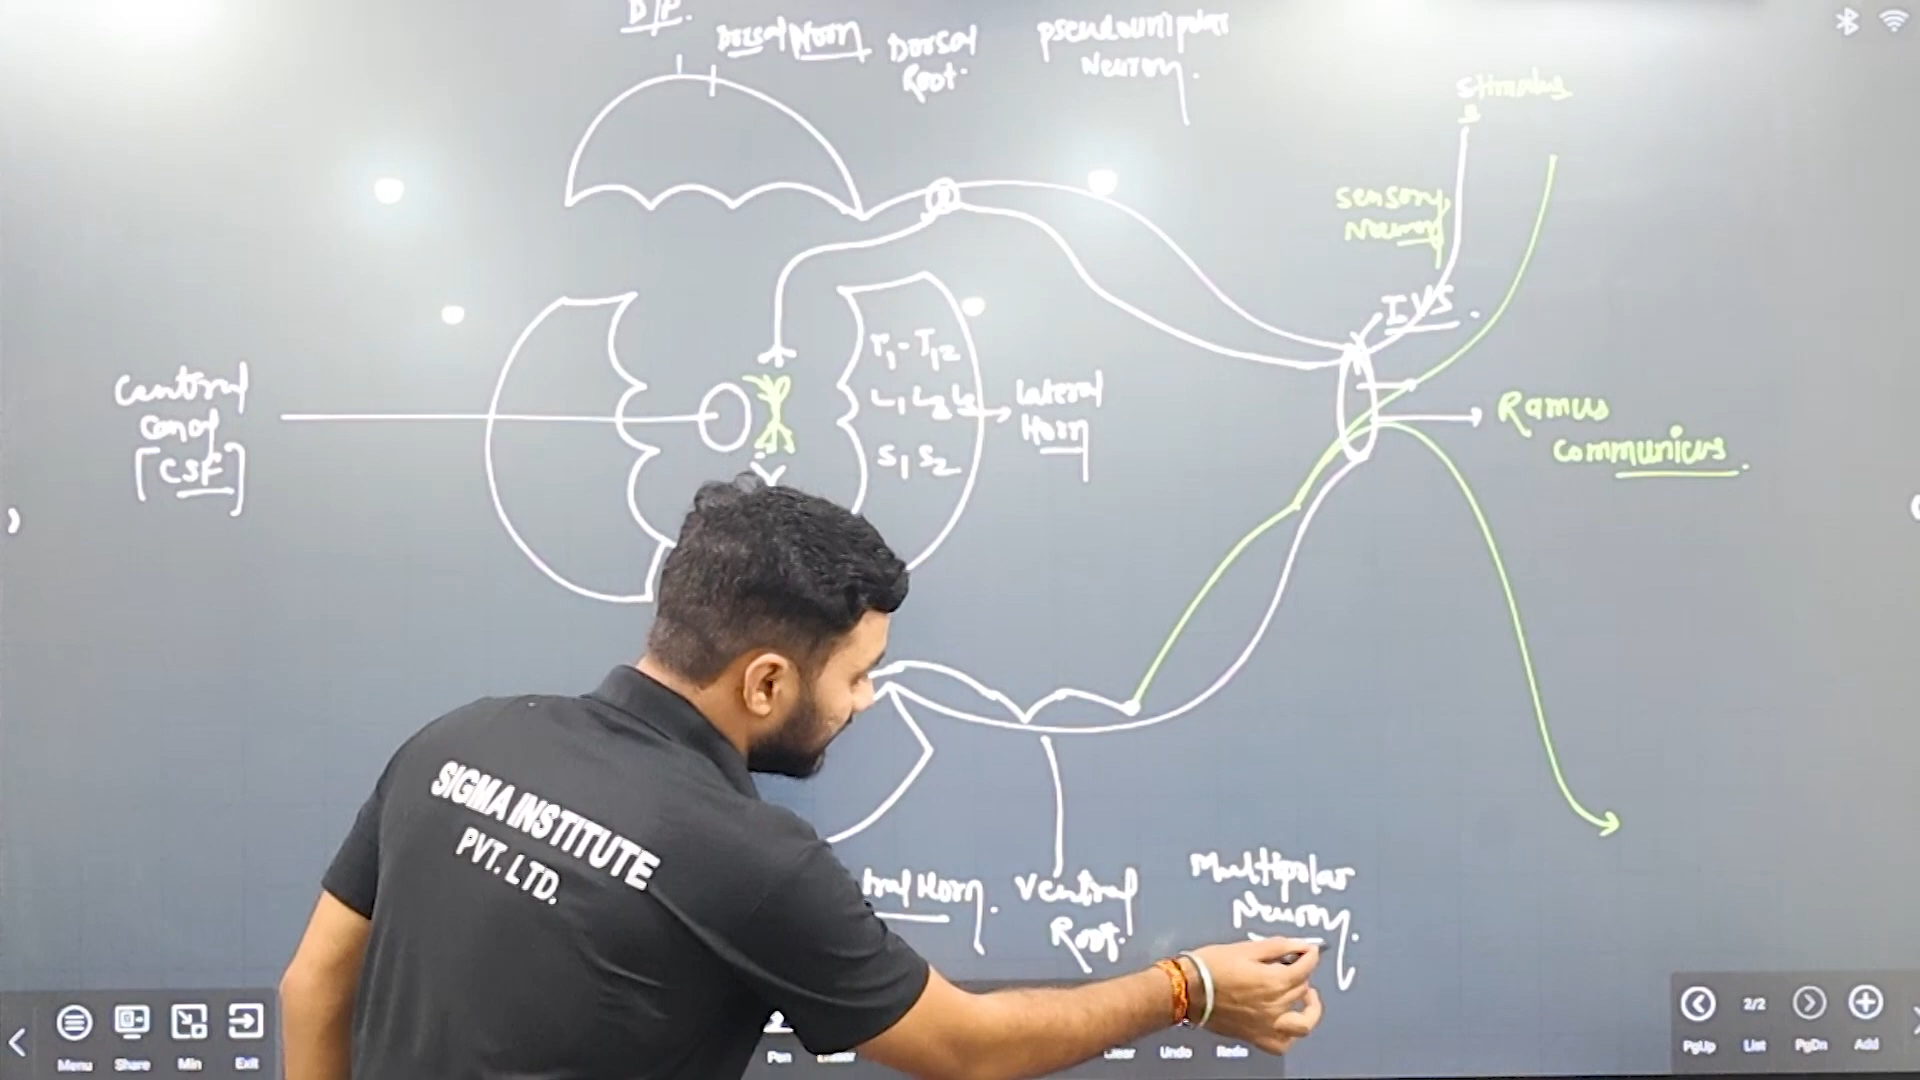 D/P.
Dorsal Horn
Dorsal
Root.
pseudounipolar
Neuron.
Stimulus
Sensory
Neuron
IVS.
Central
Canal
[CSF]
T1-T12
L1 L2 L3
S1 S2
Lateral
Horn
Ramus
Communicus.
SIGMA INSTITUTE
PVT. LTD.
tral Horn.
Ventral
Root.
Multipolar
Neuron.
Menu
Share
Min
Exit
Pen
Undo
Redo
PgUp
2/2
List
PgDn
Add